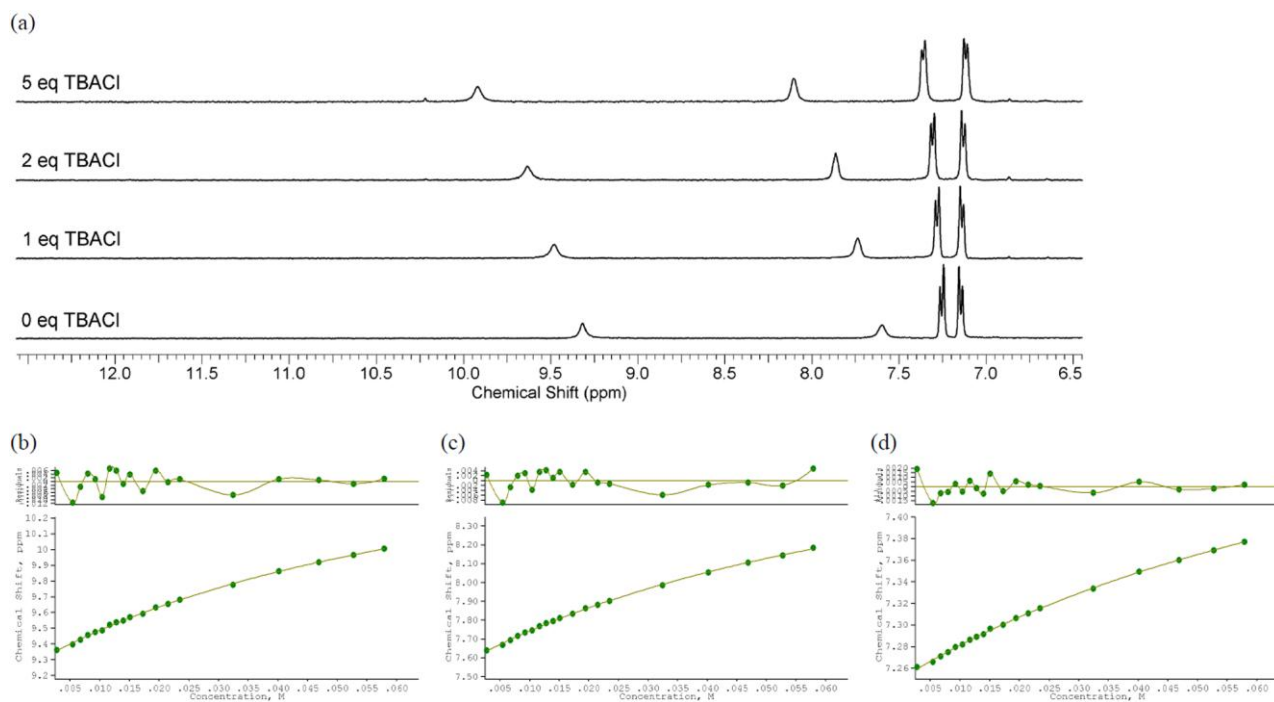 (a)
5 eq TBACl
2 eq TBACl
1 eq TBACl
0 eq TBACl
12.0 11.5 11.0 10.5 10.0 9.5 9.0 8.5 8.0 7.5 7.0 6.5
Chemical Shift (ppm)
(b)
Chemical Shift, ppm
10.2
10.1
10
9.9
9.8
9.7
9.6
9.5
9.4
9.3
9.2
.005 .010 .015 .020 .025 .030 .035 .040 .045 .050 .055 .060
Concentration, M
(c)
Chemical Shift, ppm
8.30
8.20
8.10
8.00
7.90
7.80
7.70
7.60
7.50
.005 .010 .015 .020 .025 .030 .035 .040 .045 .050 .055 .060
Concentration, M
(d)
Chemical Shift, ppm
7.40
7.38
7.36
7.34
7.32
7.30
7.28
7.26
.005 .010 .015 .020 .025 .030 .035 .040 .045 .050 .055 .060
Concentration, M